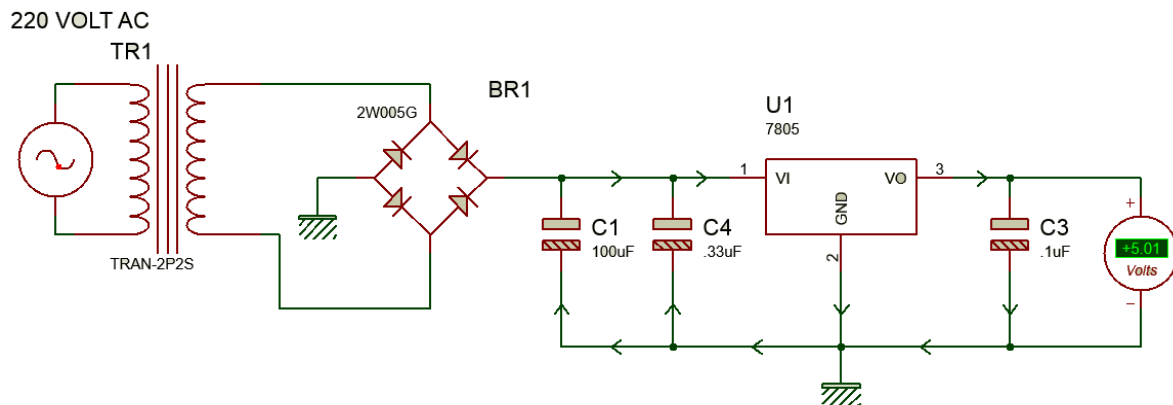 220 VOLT AC
TR1
TRAN-2P2S
BR1
2W005G
C1
100uF
C4
.33uF
U1
7805
1
VI
VO
3
GND
2
C3
.1uF
+
+5.01
Volts
−